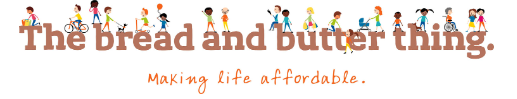 The bread and butter thing.
Making life affordable.